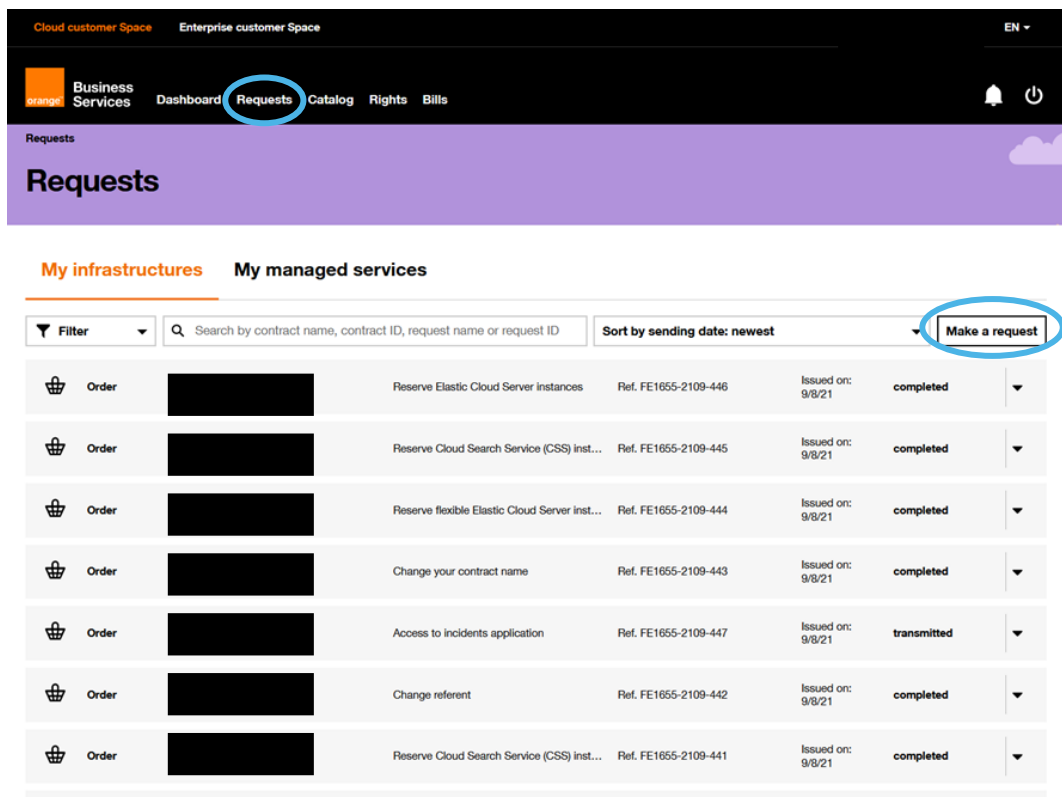 Cloud customer Space Enterprise customer Space EN
orange Business Services Dashboard Requests Catalog Rights Bills
Requests
Requests
My infrastructures My managed services
Filter Search by contract name, contract ID, request name or request ID Sort by sending date: newest Make a request
Order Reserve Elastic Cloud Server instances Ref. FE1655-2109-446 Issued on: 9/8/21 completed
Order Reserve Cloud Search Service (CSS) inst... Ref. FE1655-2109-445 Issued on: 9/8/21 completed
Order Reserve flexible Elastic Cloud Server inst... Ref. FE1655-2109-444 Issued on: 9/8/21 completed
Order Change your contract name Ref. FE1655-2109-443 Issued on: 9/8/21 completed
Order Access to incidents application Ref. FE1655-2109-447 Issued on: 9/8/21 transmitted
Order Change referent Ref. FE1655-2109-442 Issued on: 9/8/21 completed
Order Reserve Cloud Search Service (CSS) inst... Ref. FE1655-2109-441 Issued on: 9/8/21 completed